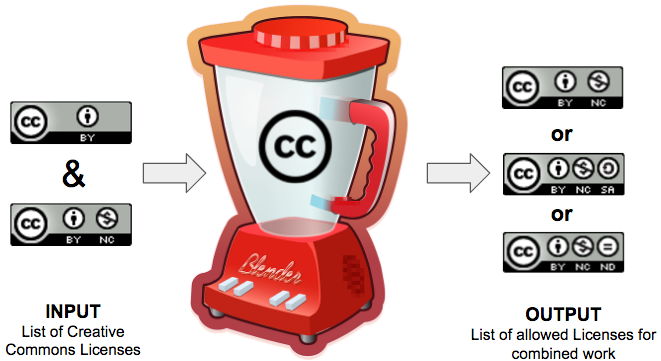 cc
BY
&
cc
BY NC
INPUT
List of Creative
Commons Licenses
cc
Blender
cc
BY NC
or
cc
BY NC SA
or
cc
BY NC ND
OUTPUT
List of allowed Licenses for
combined work